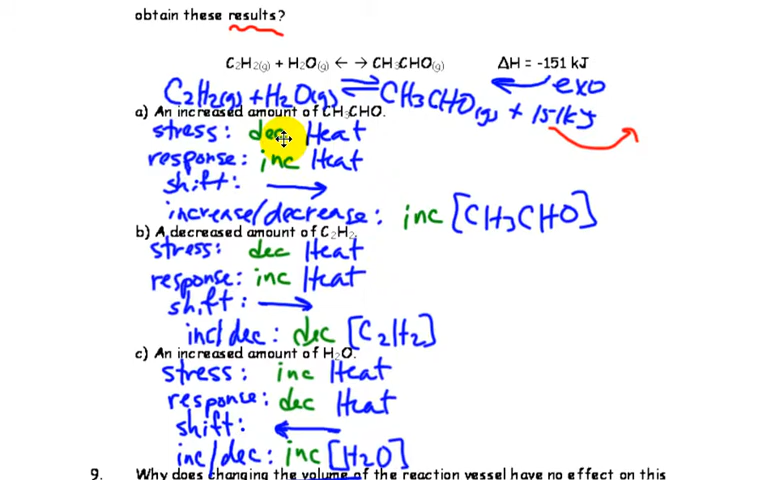 obtain these results?
C₂H₂(g) + H₂O(g) ← → CH₃CHO(g) ΔH = -151 kJ
C₂H₂(g) + H₂O(g) ⇌ CH₃CHO(g) + 151kJ ← exo
a) An increased amount of CH₃CHO.
stress: dec Heat
response: inc Heat
shift: →
increase/decrease: inc [CH₃CHO]
b) A decreased amount of C₂H₂.
stress: dec Heat
response: inc Heat
shift: →
inc/dec: dec [C₂H₂]
c) An increased amount of H₂O.
stress: inc Heat
response: dec Heat
shift: ←
inc/dec: inc [H₂O]
9. Why does changing the volume of the reaction vessel have no effect on this